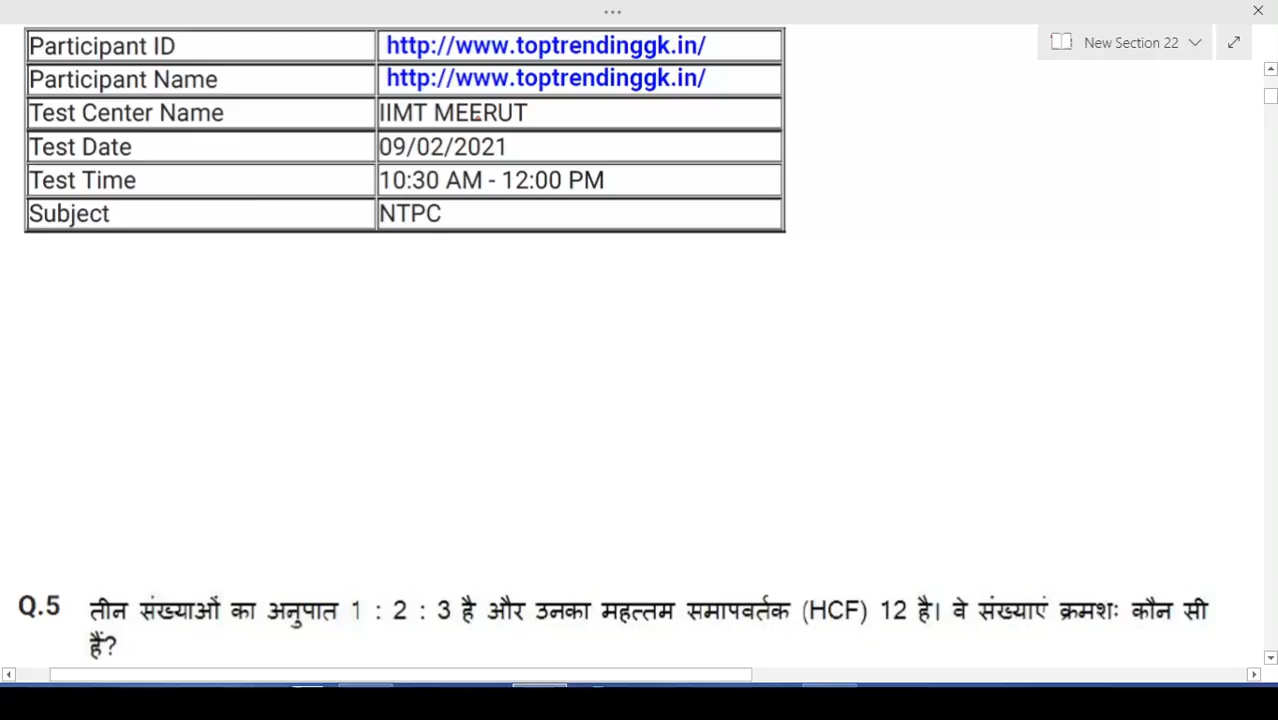 New Section 22
Participant ID http://www.toptrendinggk.in/
Participant Name http://www.toptrendinggk.in/
Test Center Name IIMT MEERUT
Test Date 09/02/2021
Test Time 10:30 AM - 12:00 PM
Subject NTPC
Q.5 तीन संख्याओं का अनुपात 1 : 2 : 3 है और उनका महत्तम समापवर्तक (HCF) 12 है। वे संख्याएं क्रमशः कौन सी
हैं?